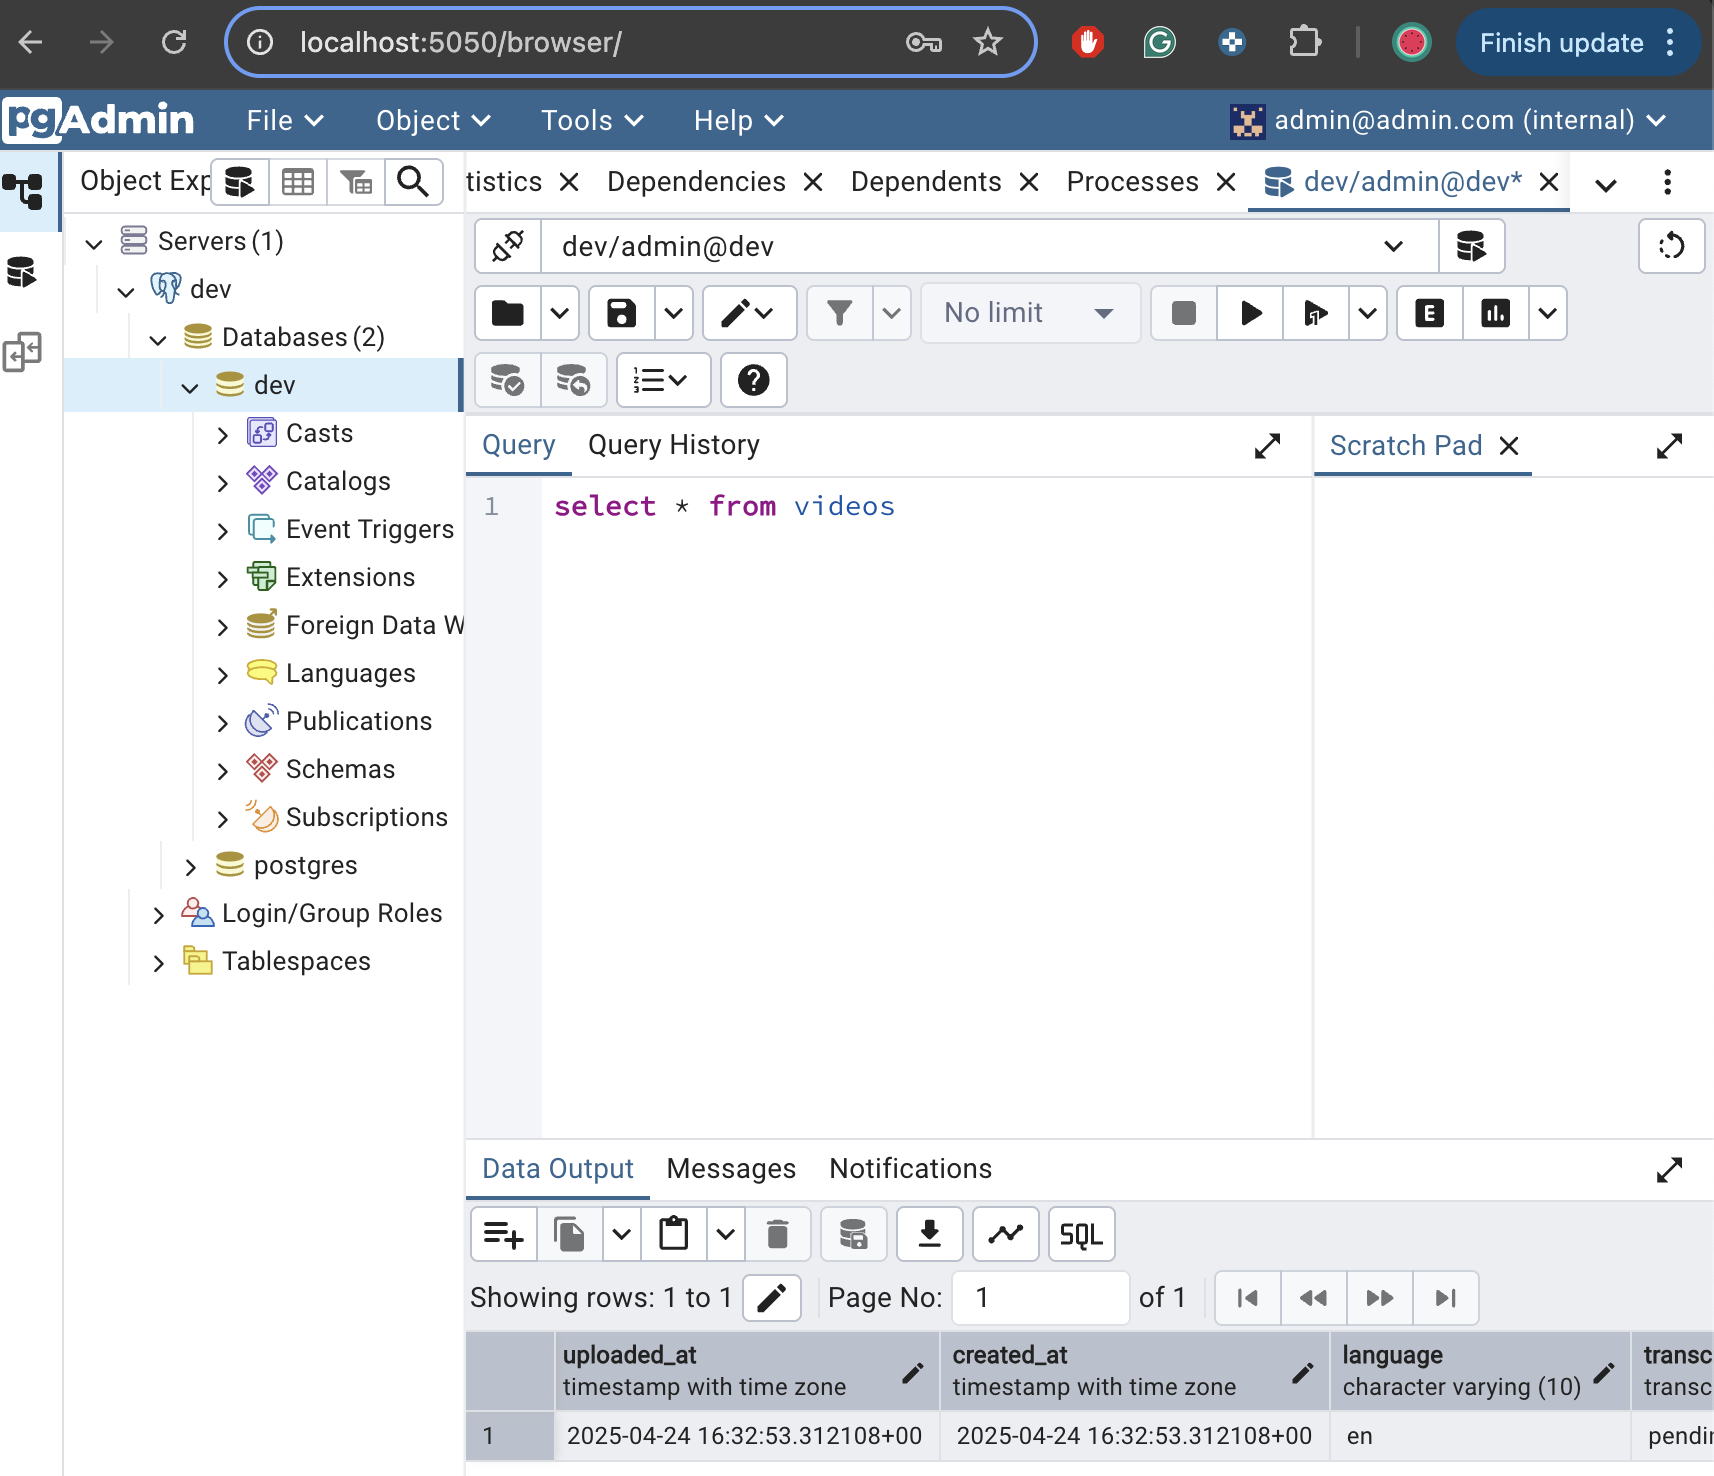 localhost:5050/browser/
Finish update
pgAdmin
File
Object
Tools
Help
admin@admin.com (internal)
Object Exp
tistics
Dependencies
Dependents
Processes
dev/admin@dev*
Servers (1)
dev
Databases (2)
dev
Casts
Catalogs
Event Triggers
Extensions
Foreign Data W
Languages
Publications
Schemas
Subscriptions
postgres
Login/Group Roles
Tablespaces
dev/admin@dev
No limit
E
Query
Query History
Scratch Pad
1 select * from videos
Data Output
Messages
Notifications
SQL
Showing rows: 1 to 1
Page No:
1
of 1
uploaded_at
timestamp with time zone
created_at
timestamp with time zone
language
character varying (10)
transc
transc
1
2025-04-24 16:32:53.312108+00
2025-04-24 16:32:53.312108+00
en
pendin